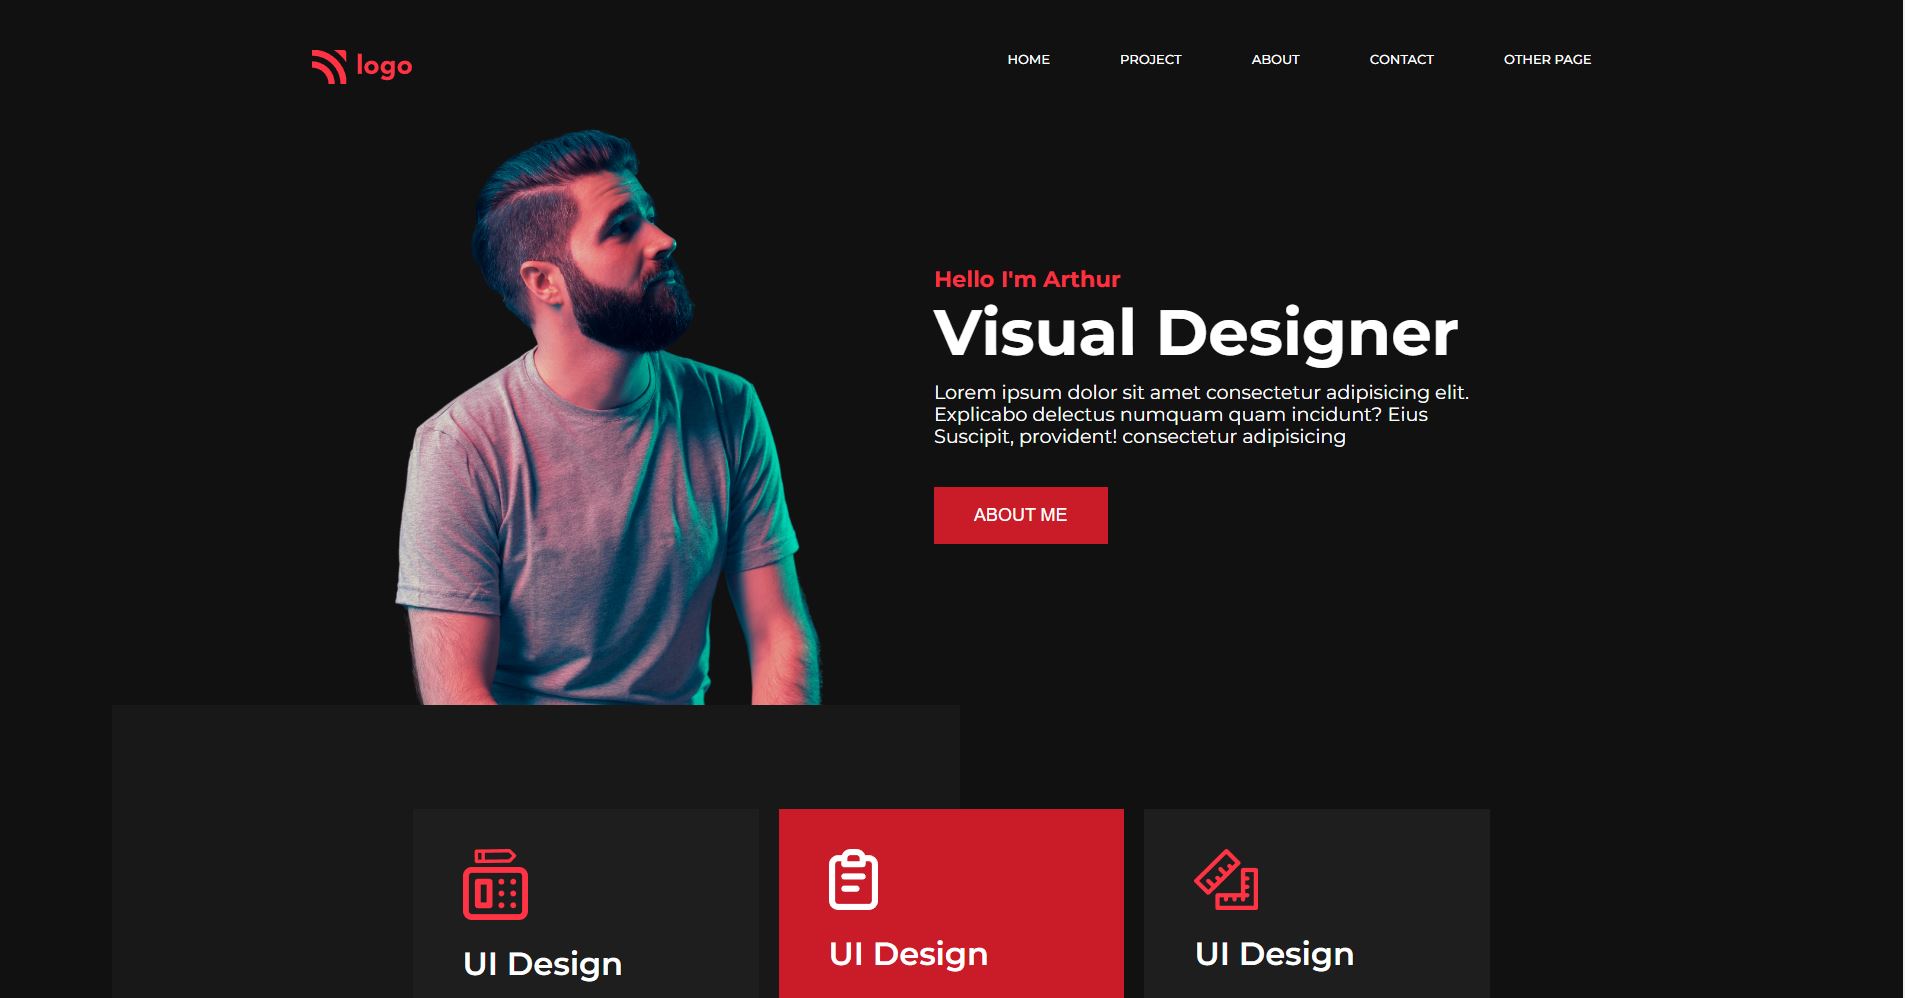 logo
HOME
PROJECT
ABOUT
CONTACT
OTHER PAGE
Hello I'm Arthur
Visual Designer
Lorem ipsum dolor sit amet consectetur adipisicing elit.
Explicabo delectus numquam quam incidunt? Eius
Suscipit, provident! consectetur adipisicing
ABOUT ME
UI Design
UI Design
UI Design